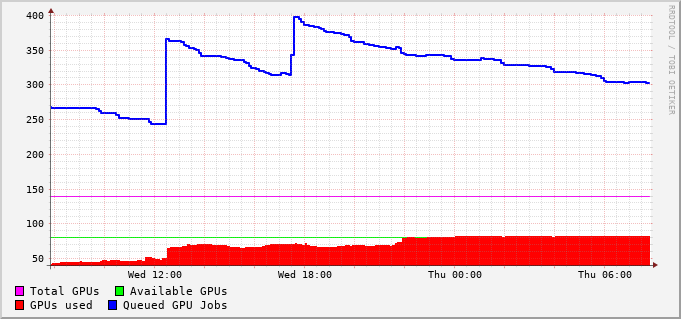 400
350
300
250
200
150
100
50
Wed 12:00 Wed 18:00 Thu 00:00 Thu 06:00
Total GPUs Available GPUs
GPUs used Queued GPU Jobs
RRDTOOL / TOBI OETIKER